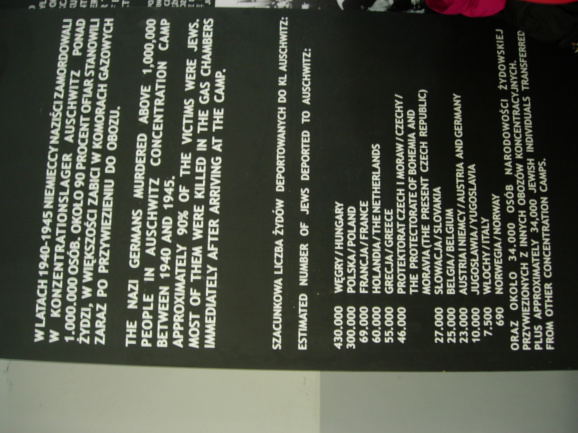 W LATACH 1940-1945 NIEMIECCY NAZIŚCI ZAMORDOWALI
W KONZENTRATIONSLAGER AUSCHWITZ PONAD
1.000.000 OSÓB. OKOŁO 90 PROCENT OFIAR STANOWILI
ŻYDZI, W WIĘKSZOŚCI ZABICI W KOMORACH GAZOWYCH
ZARAZ PO PRZYWIEZIENIU DO OBOZU.
THE NAZI GERMANS MURDERED ABOVE 1,000,000
PEOPLE IN AUSCHWITZ CONCENTRATION CAMP
BETWEEN 1940 AND 1945.
APPROXIMATELY 90% OF THE VICTIMS WERE JEWS.
MOST OF THEM WERE KILLED IN THE GAS CHAMBERS
IMMEDIATELY AFTER ARRIVING AT THE CAMP.
SZACUNKOWA LICZBA ŻYDÓW DEPORTOWANYCH DO KL AUSCHWITZ:
ESTIMATED NUMBER OF JEWS DEPORTED TO AUSCHWITZ:
430.000 WĘGRY/HUNGARY
300.000 POLSKA/POLAND
69.000 FRANCJA/FRANCE
60.000 HOLANDIA/THE NETHERLANDS
55.000 GRECJA/GREECE
46.000 PROTEKTORAT CZECH I MORAW/CZECHY/
THE PROTECTORATE OF BOHEMIA AND
MORAVIA (THE PRESENT CZECH REPUBLIC)
27.000 SŁOWACJA/SLOVAKIA
25.000 BELGIA/BELGIUM
23.000 AUSTRIA I NIEMCY/AUSTRIA AND GERMANY
10.000 JUGOSŁAWIA/YUGOSLAVIA
7.500 WŁOCHY/ITALY
690 NORWEGIA/NORWAY
ORAZ OKOŁO 34.000 OSÓB NARODOWOŚCI ŻYDOWSKIEJ
PRZYWIEZIONYCH Z INNYCH OBOZÓW KONCENTRACYJNYCH.
PLUS APPROXIMATELY 34,000 JEWISH INDIVIDUALS TRANSFERRED
FROM OTHER CONCENTRATION CAMPS.